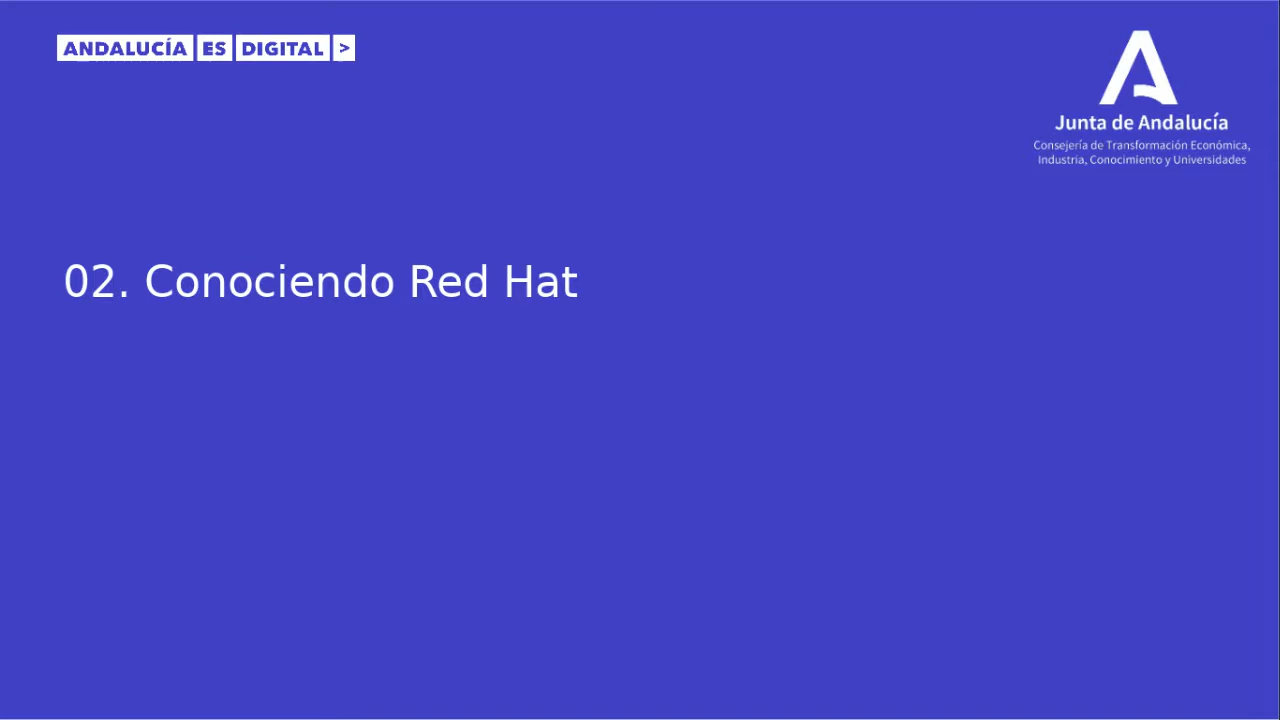 ANDALUCÍA ES DIGITAL >
Junta de Andalucía
Consejería de Transformación Económica,
Industria, Conocimiento y Universidades
02. Conociendo Red Hat